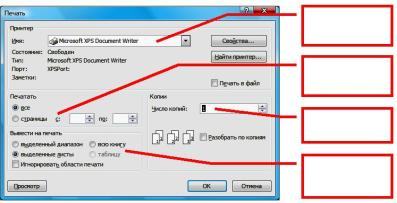 Печать
Принтер
Имя: Microsoft XPS Document Writer Свойства...
Состояние: Свободен
Тип: Microsoft XPS Document Writer Найти принтер...
Порт: XPSPort:
Заметки:
Печать в файл
Печатать Копии
все Число копий: 1
страницы с: по:
Вывести на печать
выделенный диапазон всю книгу Разобрать по копиям
выделенные листы таблицу
Игнорировать области печати
Просмотр OK Отмена